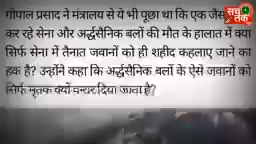 गोपाल प्रसाद ने मंत्रालय से ये भी पूछा था कि एक जैस
कर रहे सेना और अर्द्धसैनिक बलों की मौत के हालात में क्या
सिर्फ सेना में तैनात जवानों को ही शहीद कहलाए जाने का
हक है? उन्होंने कहा कि अर्द्धसैनिक बलों के ऐसे जवानों को
सिर्फ मृतक क्यों
सच
तक